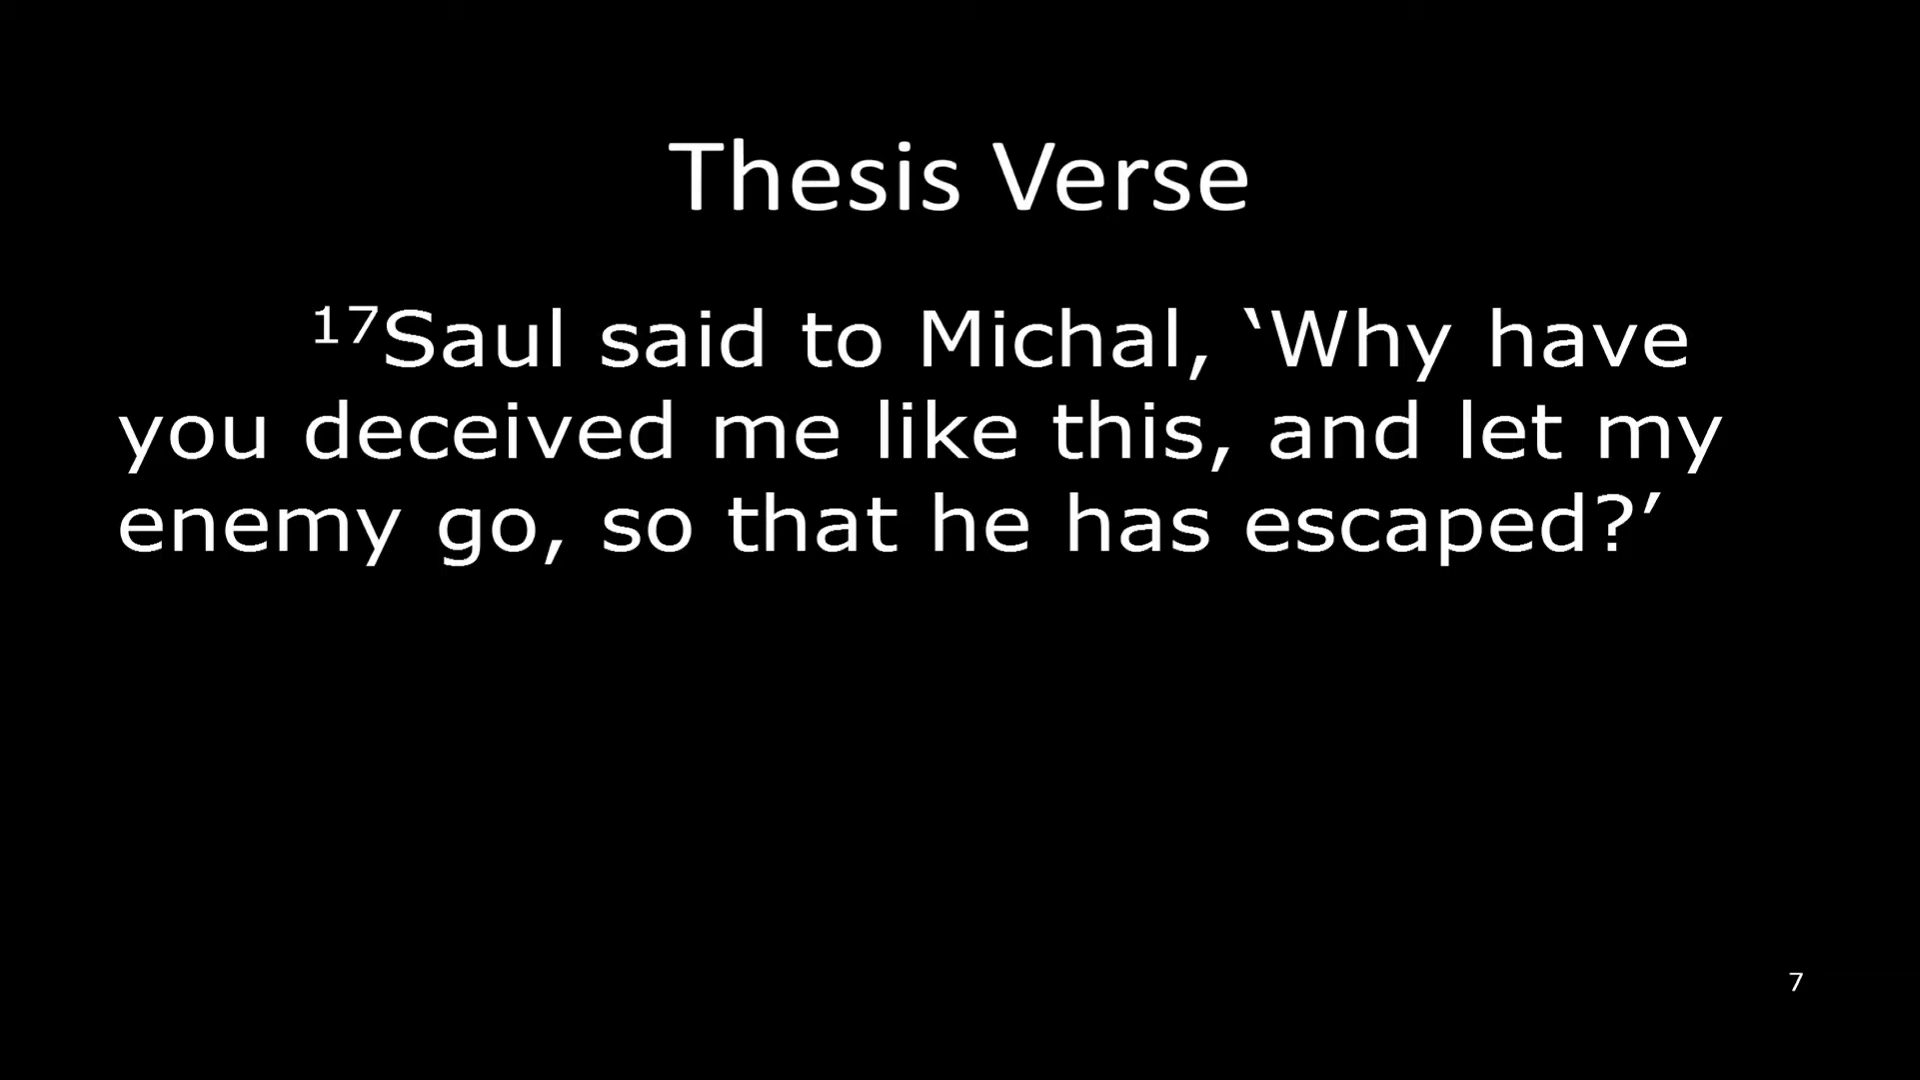 Thesis Verse
¹⁷Saul said to Michal, ‘Why have
you deceived me like this, and let my
enemy go, so that he has escaped?’
7